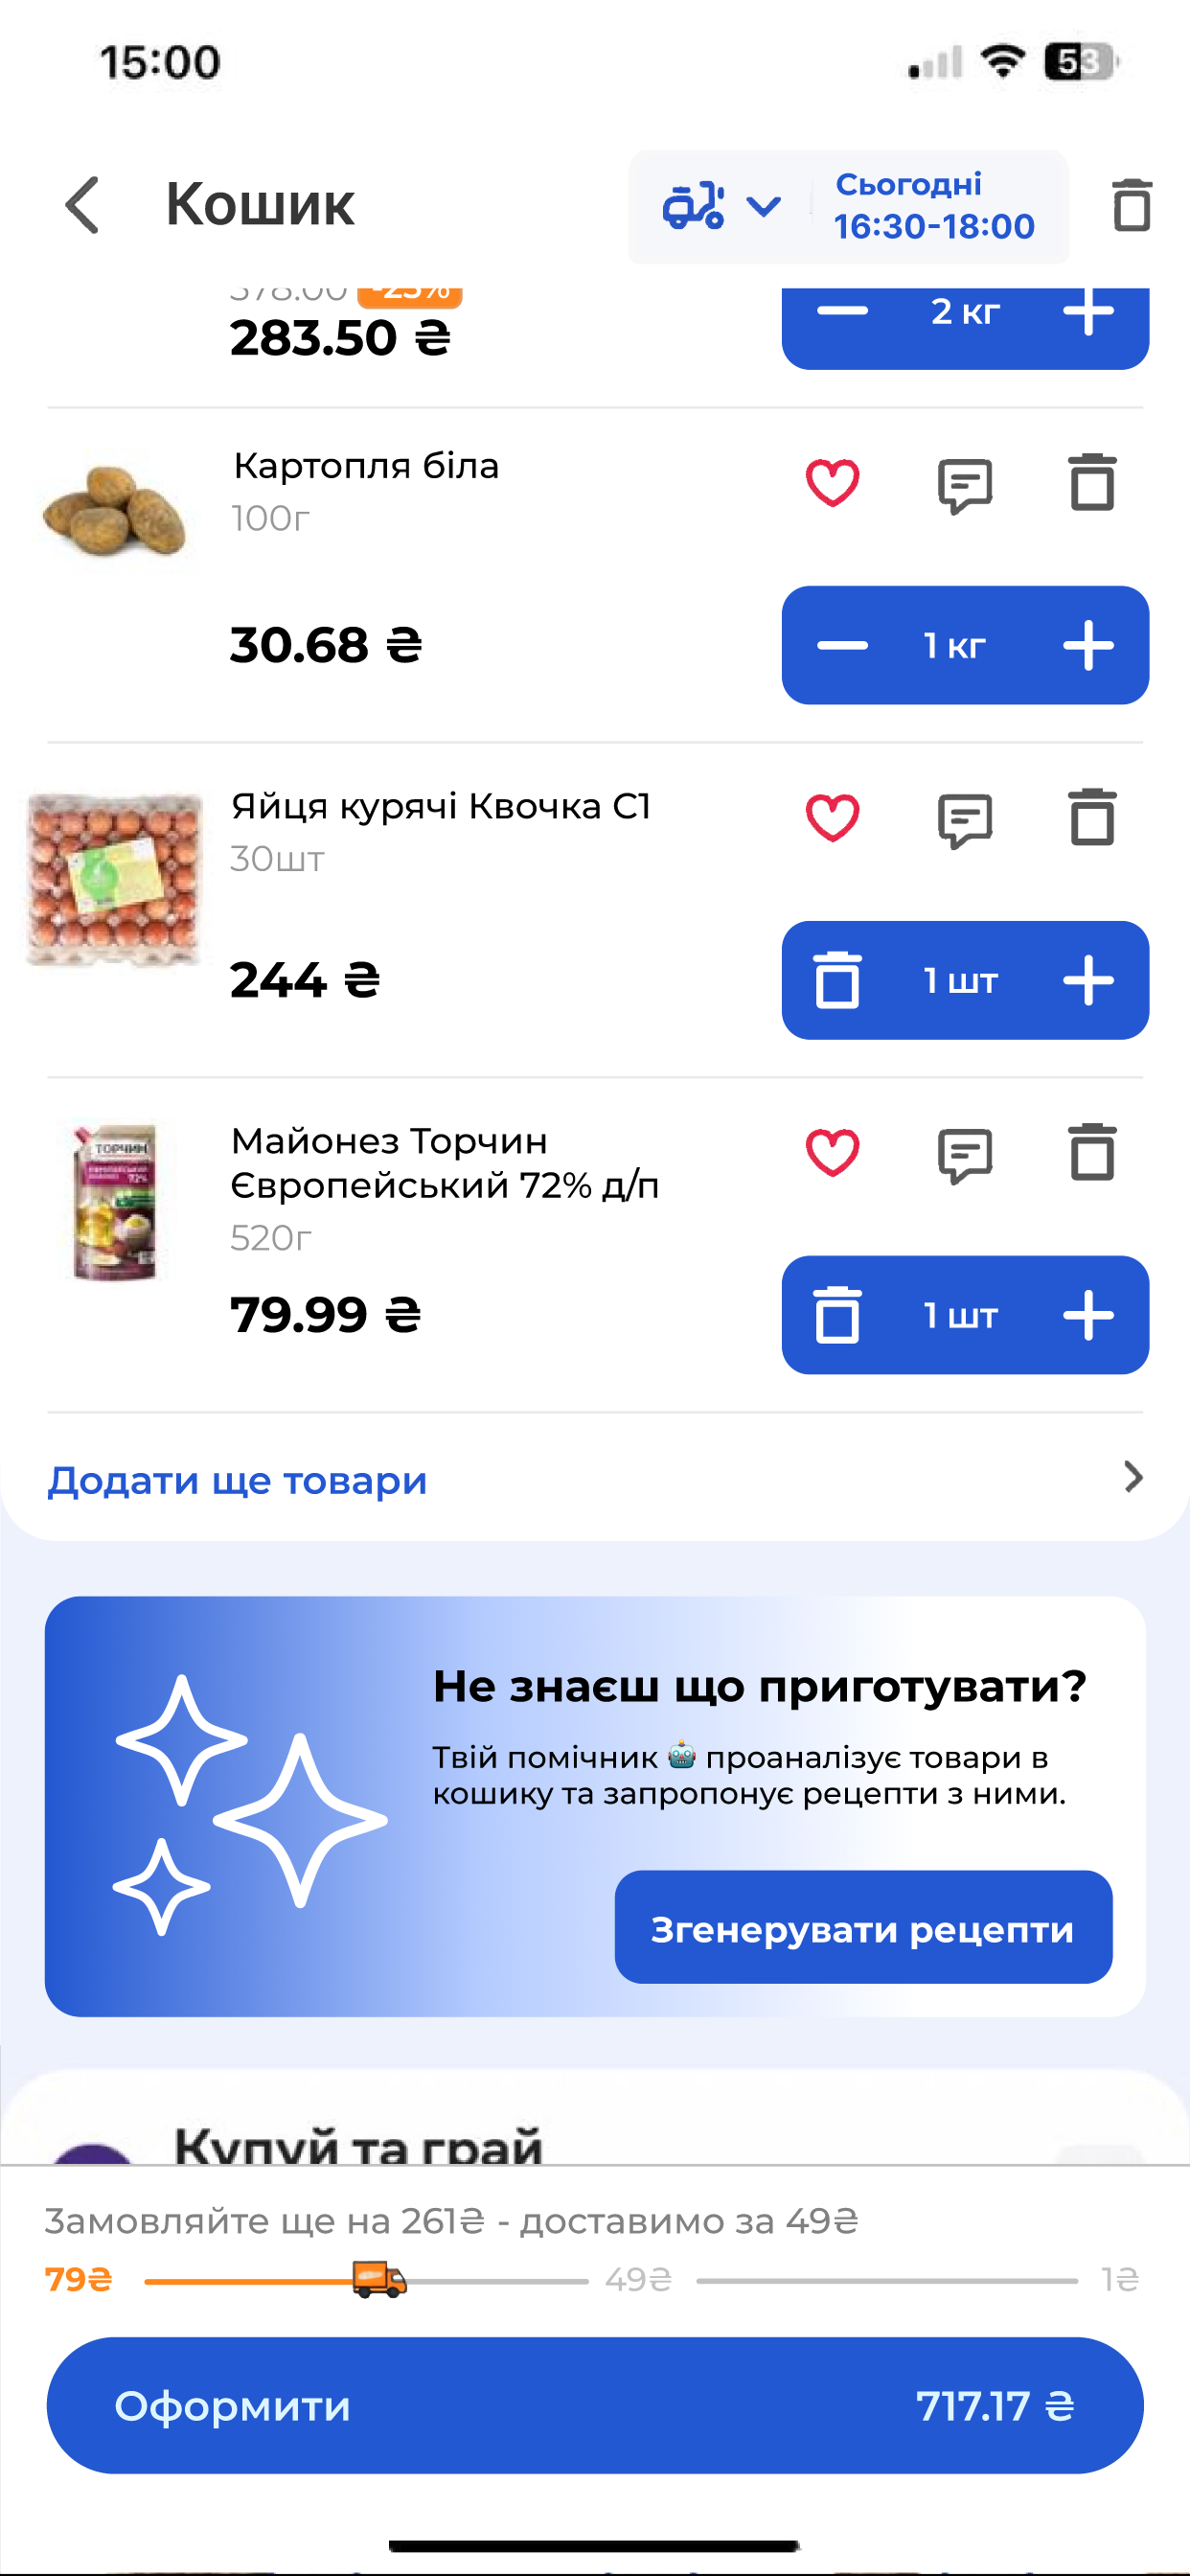 15:00
53
Кошик
Сьогодні
16:30-18:00
378.00 -25%
283.50 ₴
2 кг
Картопля біла
100г
30.68 ₴
1 кг
Яйця курячі Квочка С1
30шт
244 ₴
1 шт
ТОРЧИН
Майонез Торчин
Європейський 72% д/п
520г
79.99 ₴
1 шт
Додати ще товари
Не знаєш що приготувати?
Твій помічник 🤖 проаналізує товари в
кошику та запропонує рецепти з ними.
Згенерувати рецепти
Купуй та грай
Замовляйте ще на 261₴ - доставимо за 49₴
79₴ 49₴ 1₴
Оформити 717.17 ₴